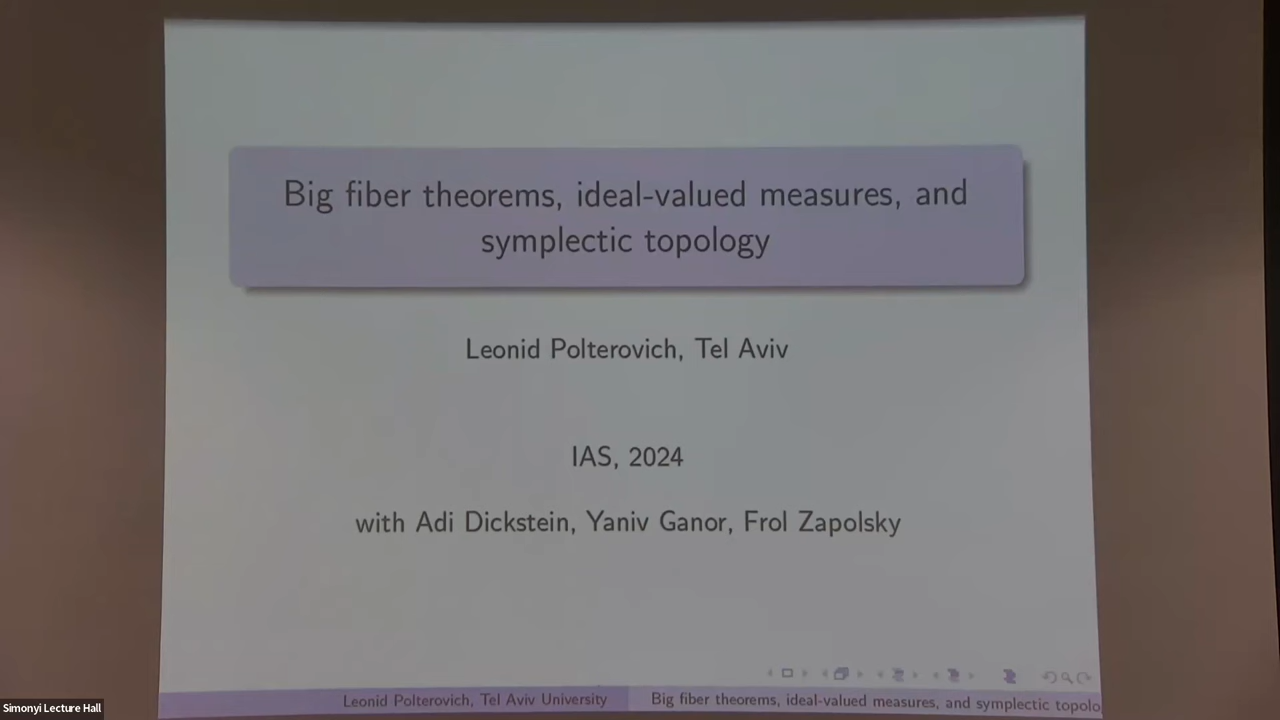 Big fiber theorems, ideal-valued measures, and
symplectic topology
Leonid Polterovich, Tel Aviv
IAS, 2024
with Adi Dickstein, Yaniv Ganor, Frol Zapolsky
Leonid Polterovich, Tel Aviv University
Big fiber theorems, ideal-valued measures, and symplectic topolo
Simonyi Lecture Hall